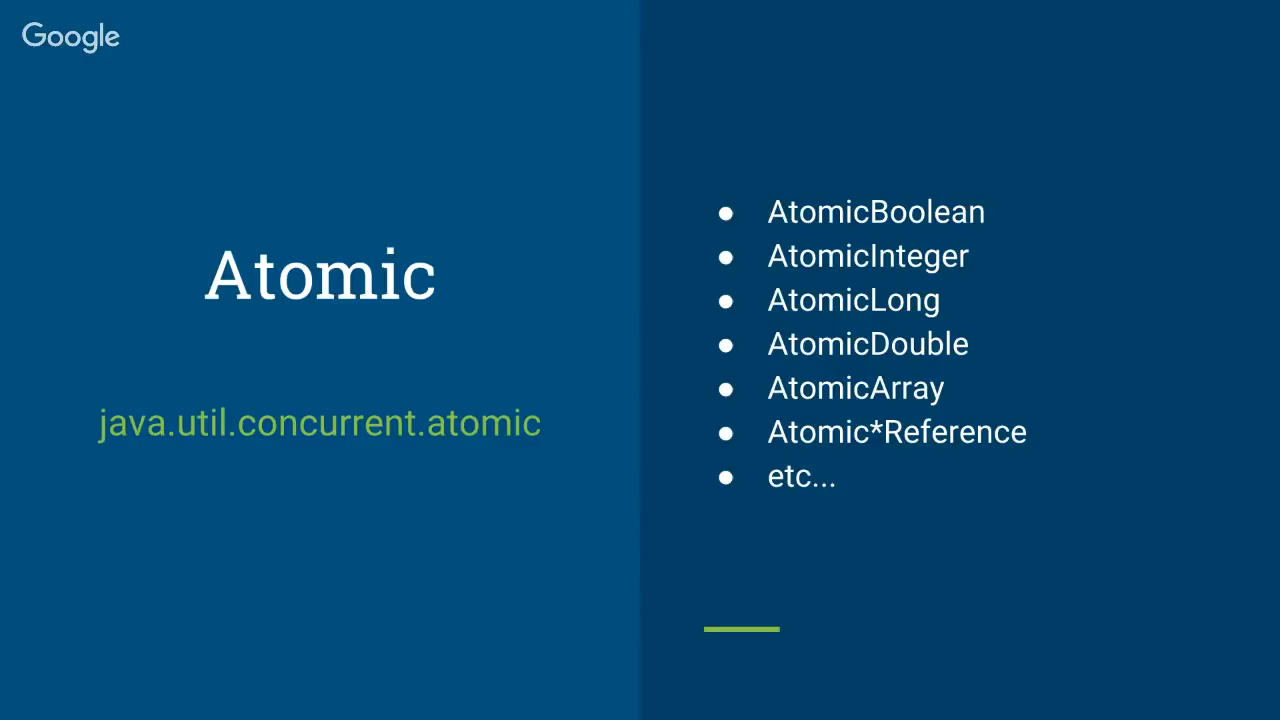 Google
Atomic
java.util.concurrent.atomic
● AtomicBoolean
● AtomicInteger
● AtomicLong
● AtomicDouble
● AtomicArray
● Atomic*Reference
● etc...